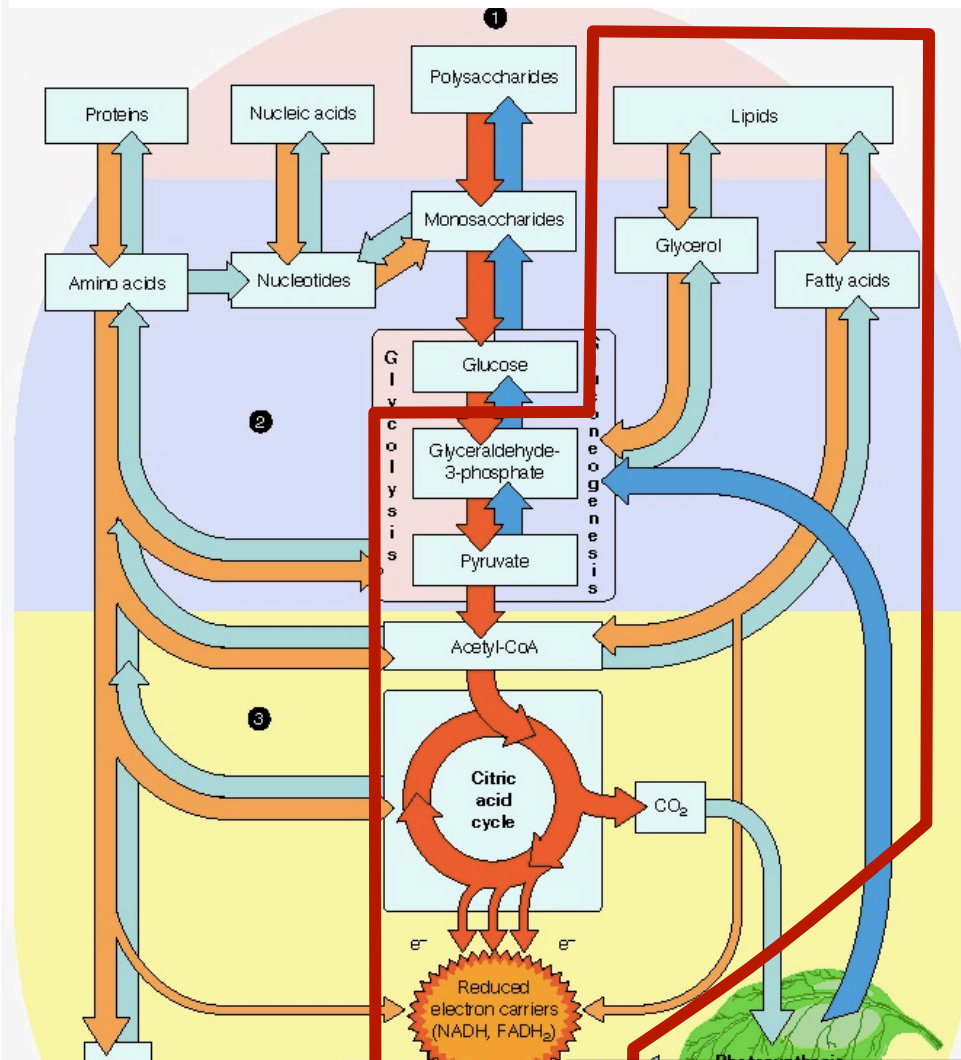 1
Polysaccharides
Proteins
Nucleic acids
Lipids
Monosaccharides
Glycerol
Amino acids
Nucleotides
Fatty acids
Glycolysis
Glucose
2
Glyceraldehyde-
3-phosphate
Pyruvate
Acetyl-CoA
3
Citric
acid
cycle
CO₂
e⁻
e⁻
Reduced
electron carriers
(NADH, FADH₂)